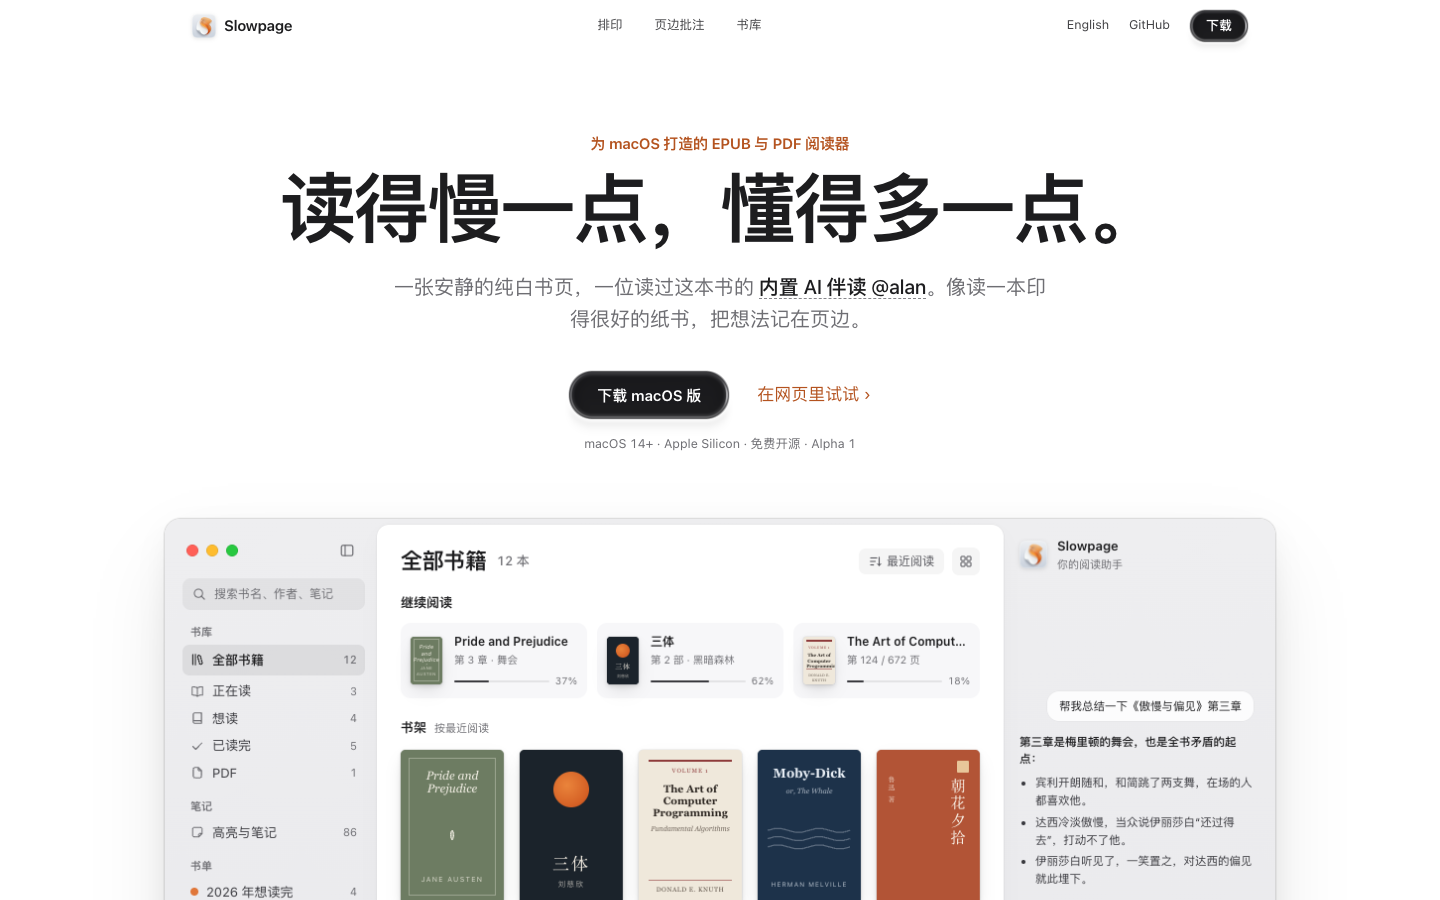 Slowpage
排印
页边批注
书库
English
GitHub
下载
为 macOS 打造的 EPUB 与 PDF 阅读器
读得慢一点，懂得多一点。
一张安静的纯白书页，一位读过这本书的 内置 AI 伴读 @alan。像读一本印
得很好的纸书，把想法记在页边。
下载 macOS 版
在网页里试试 ›
macOS 14+ · Apple Silicon · 免费开源 · Alpha 1
搜索书名、作者、笔记
书库
全部书籍 12
正在读 3
想读 4
已读完 5
PDF 1
笔记
高亮与笔记 86
书单
2026 年想读完 4
全部书籍 12 本
最近阅读
继续阅读
Pride and Prejudice
第 3 章 · 舞会
37%
三体
第 2 部 · 黑暗森林
62%
The Art of Comput...
第 124 / 672 页
18%
书架 按最近阅读
Pride and
Prejudice
JANE AUSTEN
三体
刘慈欣
VOLUME 1
The Art of
Computer
Programming
Fundamental Algorithms
DONALD E. KNUTH
Moby-Dick
or, The Whale
HERMAN MELVILLE
朝花夕拾
鲁迅 著
Slowpage
你的阅读助手
帮我总结一下《傲慢与偏见》第三章
第三章是梅里顿的舞会，也是全书矛盾的起
点：
• 宾利开朗随和，和简跳了两支舞，在场的人
都喜欢他。
• 达西冷淡傲慢，当众说伊丽莎白“还过得
去”，打动不了他。
• 伊丽莎白听见了，一笑置之，对达西的偏见
就此埋下。